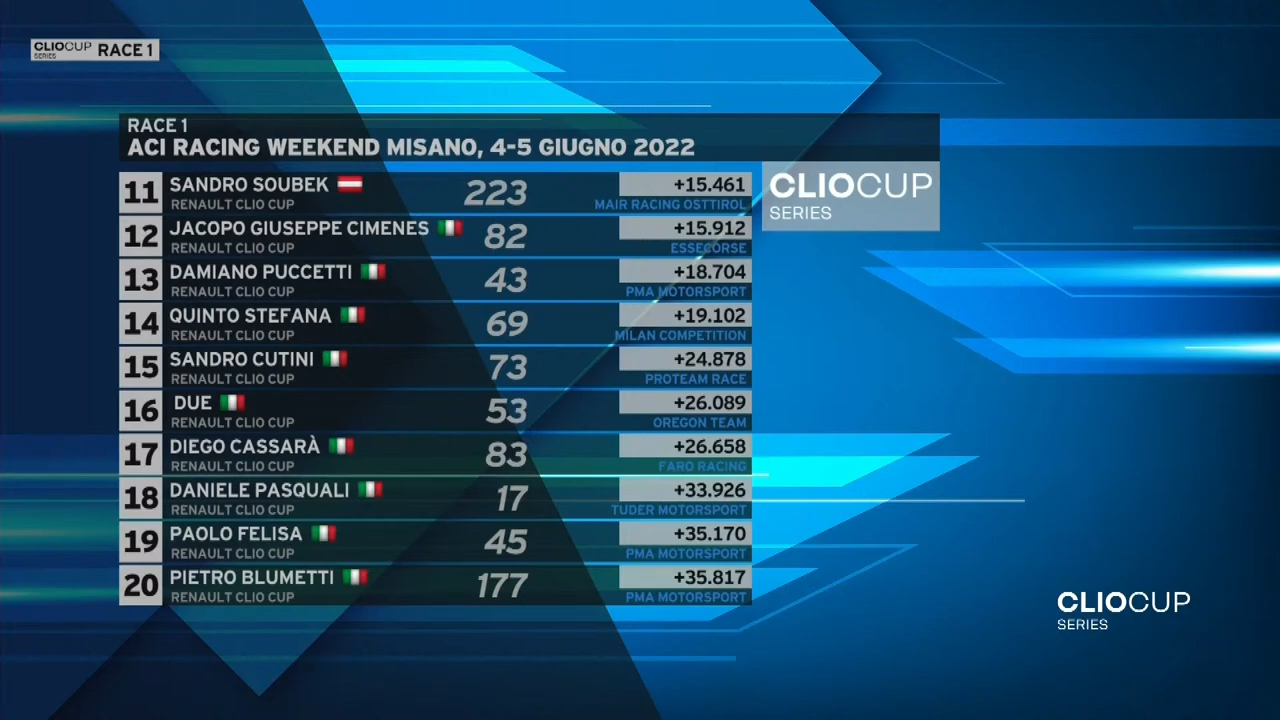 CLIOCUP SERIES RACE 1
RACE 1
ACI RACING WEEKEND MISANO, 4-5 GIUGNO 2022
CLIOCUP
SERIES
11 SANDRO SOUBEK 223 +15.461
RENAULT CLIO CUP MAIR RACING OSTTIROL
12 JACOPO GIUSEPPE CIMENES 82 +15.912
RENAULT CLIO CUP ESSECORSE
13 DAMIANO PUCCETTI 43 +18.704
RENAULT CLIO CUP PMA MOTORSPORT
14 QUINTO STEFANA 69 +19.102
RENAULT CLIO CUP MILAN COMPETITION
15 SANDRO CUTINI 73 +24.878
RENAULT CLIO CUP PROTEAM RACE
16 DUE 53 +26.089
RENAULT CLIO CUP OREGON TEAM
17 DIEGO CASSARÀ 83 +26.658
RENAULT CLIO CUP FARO RACING
18 DANIELE PASQUALI 17 +33.926
RENAULT CLIO CUP TUDER MOTORSPORT
19 PAOLO FELISA 45 +35.170
RENAULT CLIO CUP PMA MOTORSPORT
20 PIETRO BLUMETTI 177 +35.817
RENAULT CLIO CUP PMA MOTORSPORT
CLIOCUP
SERIES